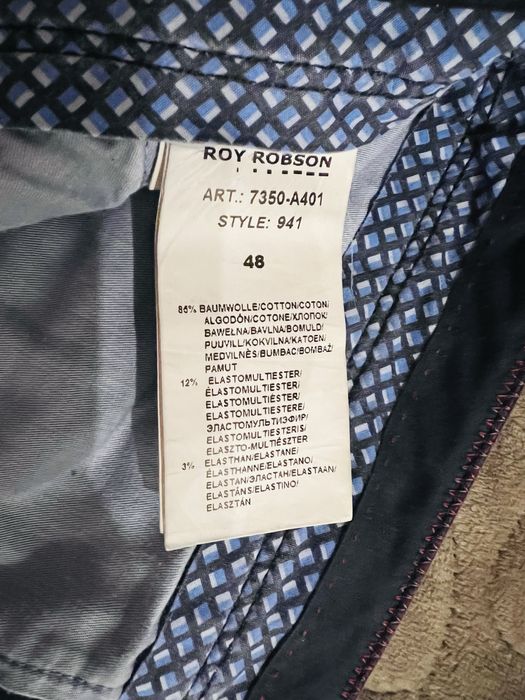 ROY ROBSON
ART.: 7350-A401
STYLE: 941
48
85% BAUMWOLLE/COTTON/COTON/
ALGODÓN/COTONE/ХЛОПОК/
BAWEŁNA/BAVLNA/BOMULD/
PUUVILL/KOKVILNA/KATOEN/
MEDVILNĖS/BUMBAC/BOMBAŽ/
PAMUT
12% ELASTOMULTIESTER/
ÉLASTOMULTIESTER/
ELASTOMULTIESTER/
ELASTOMULTIESTERE/
ЭЛАСТОМУЛЬТИЭФИР/
ELASTOMULTIESTERIS/
ELASZTO-MULTIÉSZTER
3% ELASTHAN/ELASTANE/
ÉLASTHANNE/ELASTANO/
ELASTAN/ЭЛАСТАН/ELASTAAN/
ELASTĀNS/ELASTINO/
ELASZTÁN